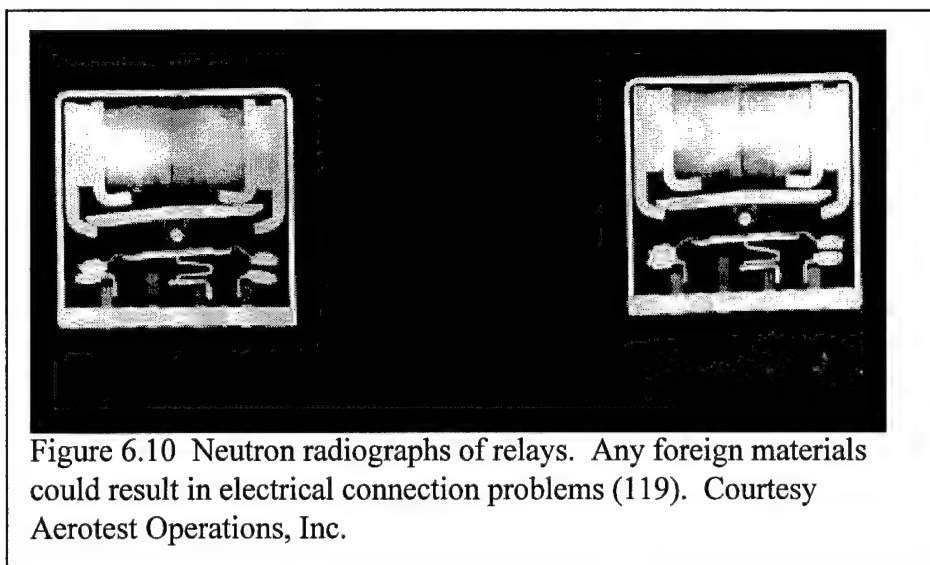 Figure 6.10 Neutron radiographs of relays. Any foreign materials
could result in electrical connection problems (119). Courtesy
Aerotest Operations, Inc.